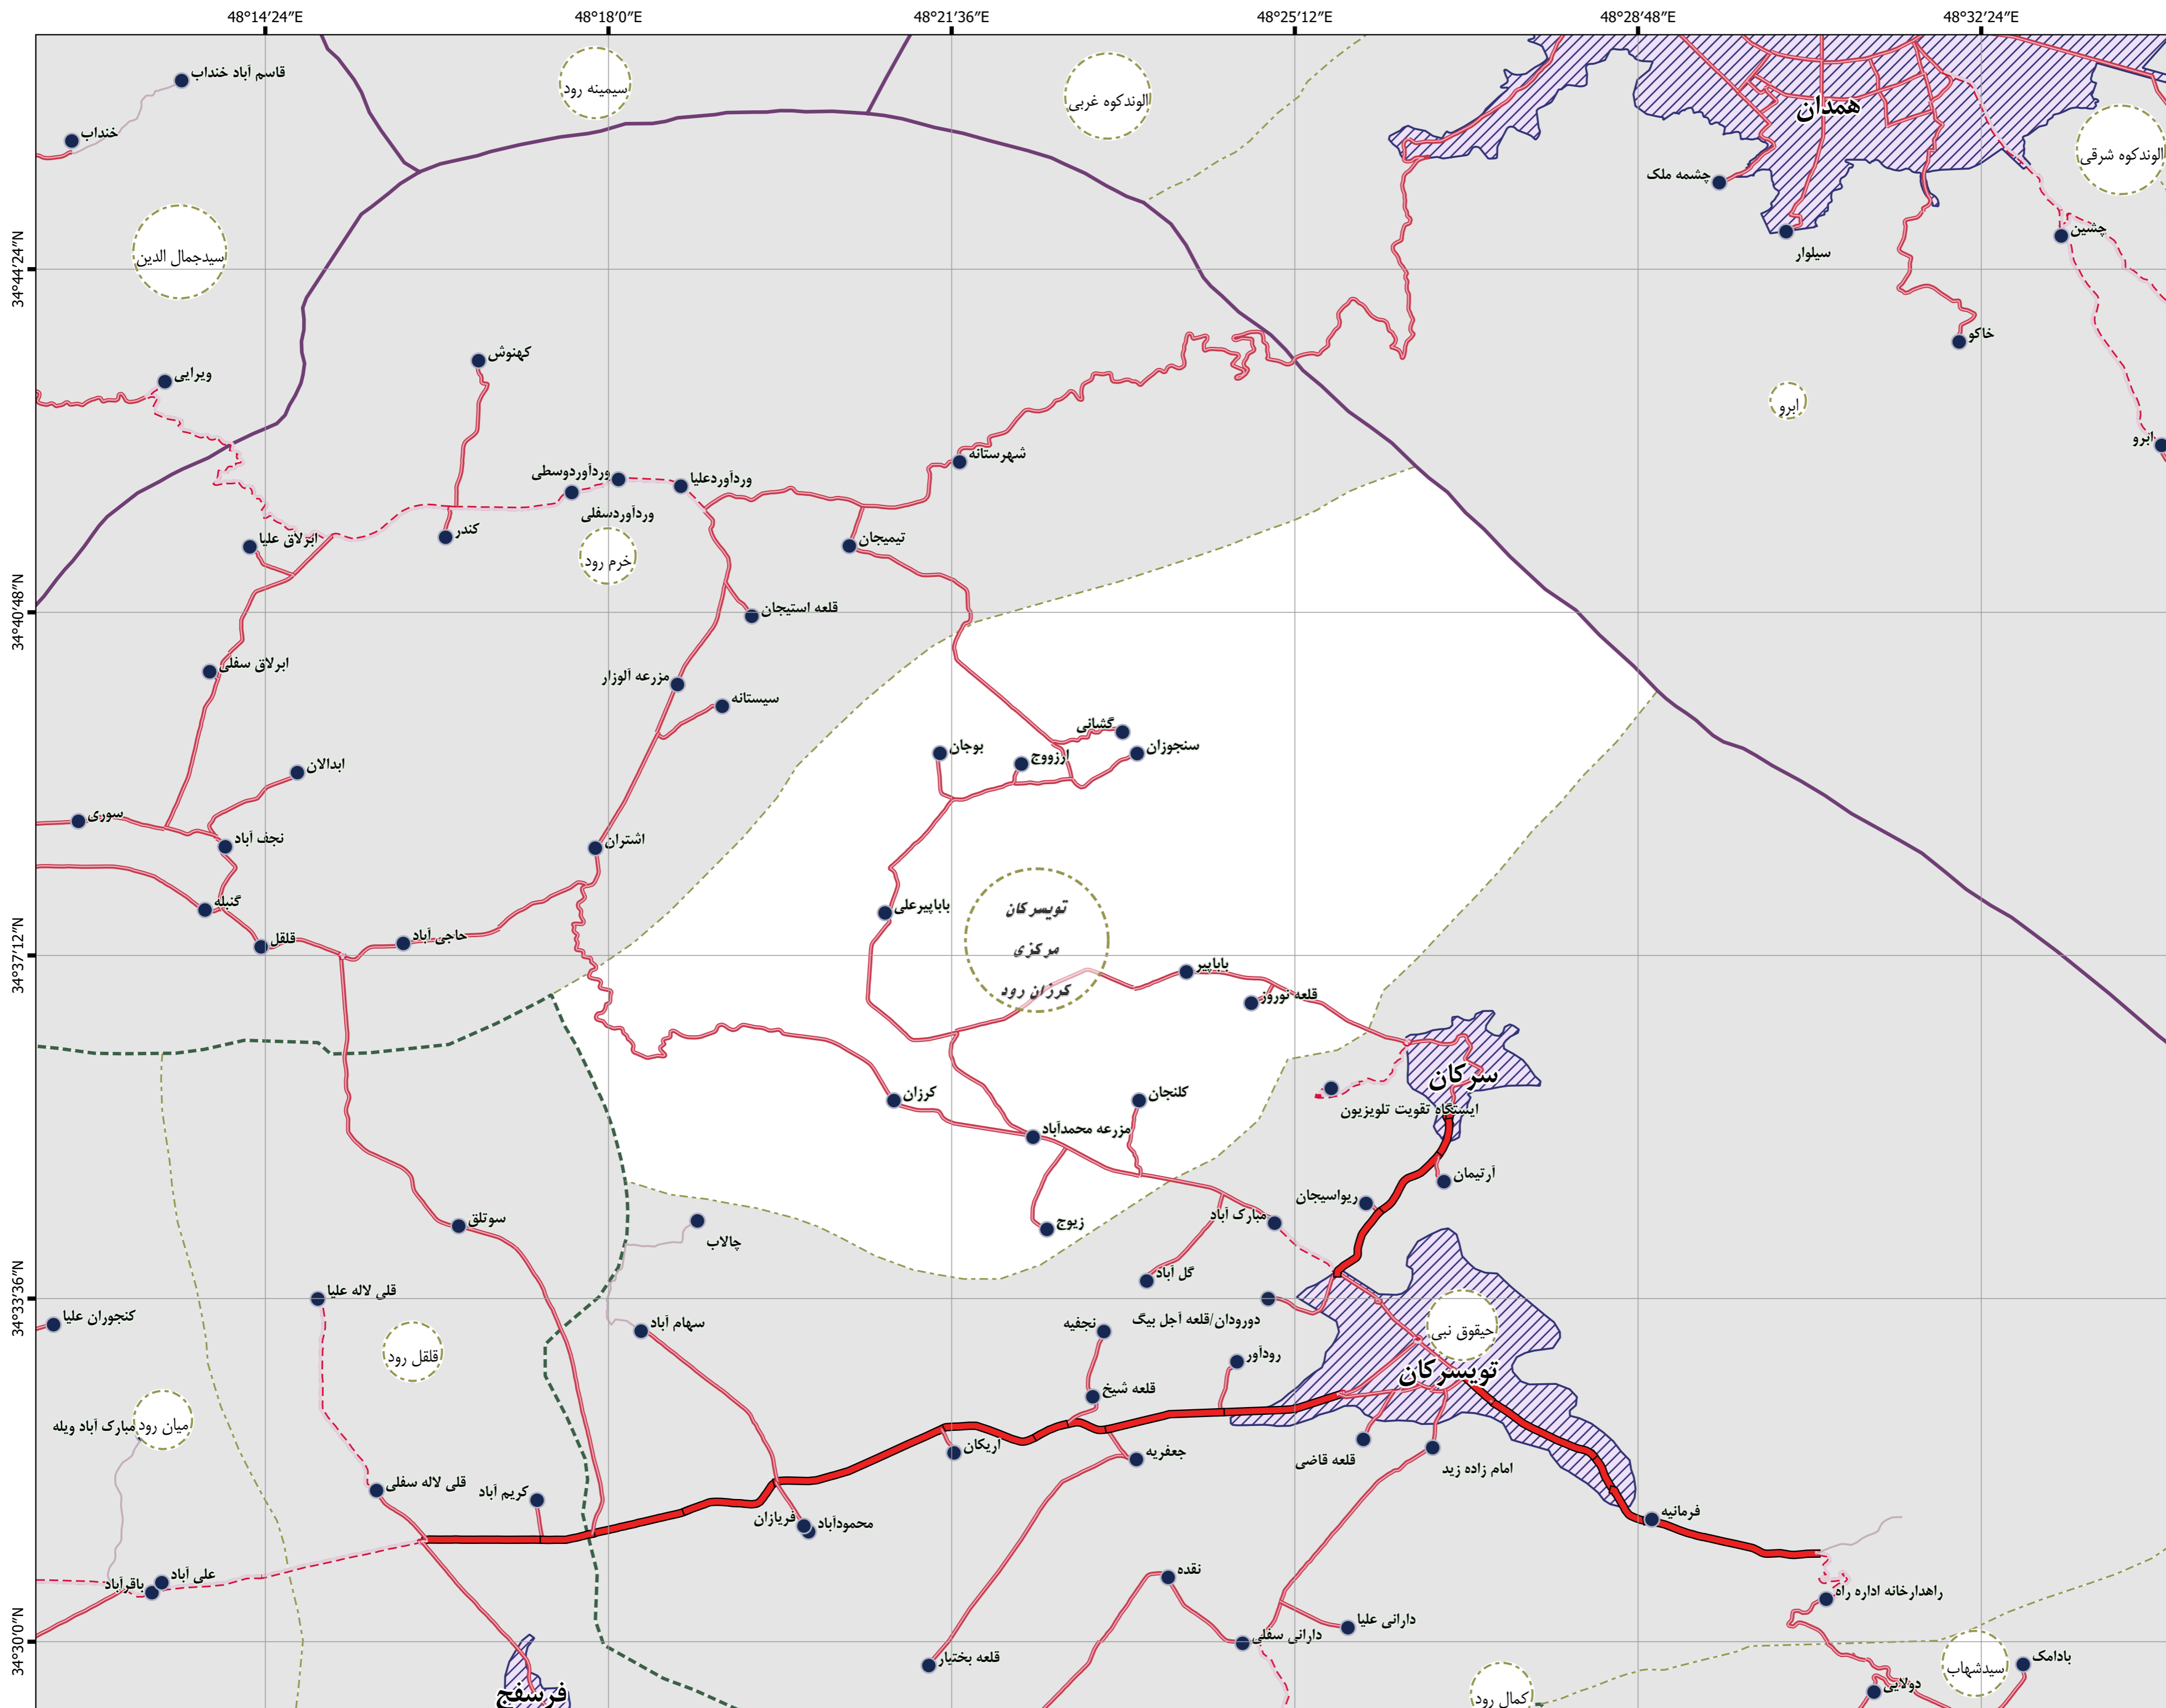 48°14'24"E
48°18'0"E
48°21'36"E
48°25'12"E
48°28'48"E
48°32'24"E
34°44'24"N
34°40'48"N
34°37'12"N
34°33'36"N
34°30'0"N
قاسم آباد خنداب
سیمینه رود
الوندکوه غربی
همدان
خنداب
الوندکوه شرقی
چشمه ملک
سیدجمال الدین
سیلوار
چشین
خاکو
کهنوش
ویرایی
ابرو
ابرو
شهرستانه
وردآوردوسطی
وردآوردعلیا
وردآوردسفلی
کندر
ابرلاق علیا
تیمیجان
خرم رود
قلعه استیجان
ابرلاق سفلی
مزرعه آلوزار
سیستانه
گشانی
سنجوزان
بوجان
ارزووج
ابدالان
سوری
نجف آباد
اشتران
گنبله
باباپیرعلی
تویسرکان
مرکزی
کرزان رود
قلقل
حاجی آباد
باباپیر
قلعه نوروز
سرکان
کرزان
کلنجان
ایستگاه تقویت تلویزیون
مزرعه محمدآباد
آرتیمان
ریواسیجان
سوتلق
زیوج
مبارک آباد
چالاب
گل آباد
قلی لاله علیا
کنجوران علیا
سهام آباد
نجفیه
دورودان/قلعه آجل بیگ
حیقوق نبی
قلقل رود
رودآور
تویسرکان
قلعه شیخ
میان رود
مبارک آباد ویله
اریکان
جعفریه
قلعه قاضی
امام زاده زید
قلی لاله سفلی
کریم آباد
فریازان
محمودآباد
فرمانیه
علی آباد
باقرآباد
نقده
راهدارخانه اداره راه
دارانی علیا
دارانی سفلی
قلعه بختیار
بادامک
سیدشهاب
دولایی
کمال رود
فرسفج